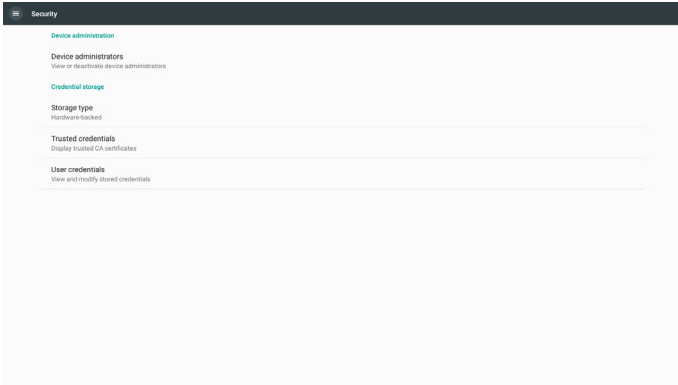 Security
Device administration
Device administrators
View or deactivate device administrators
Credential storage
Storage type
Hardware-backed
Trusted credentials
Display trusted CA certificates
User credentials
View and modify stored credentials